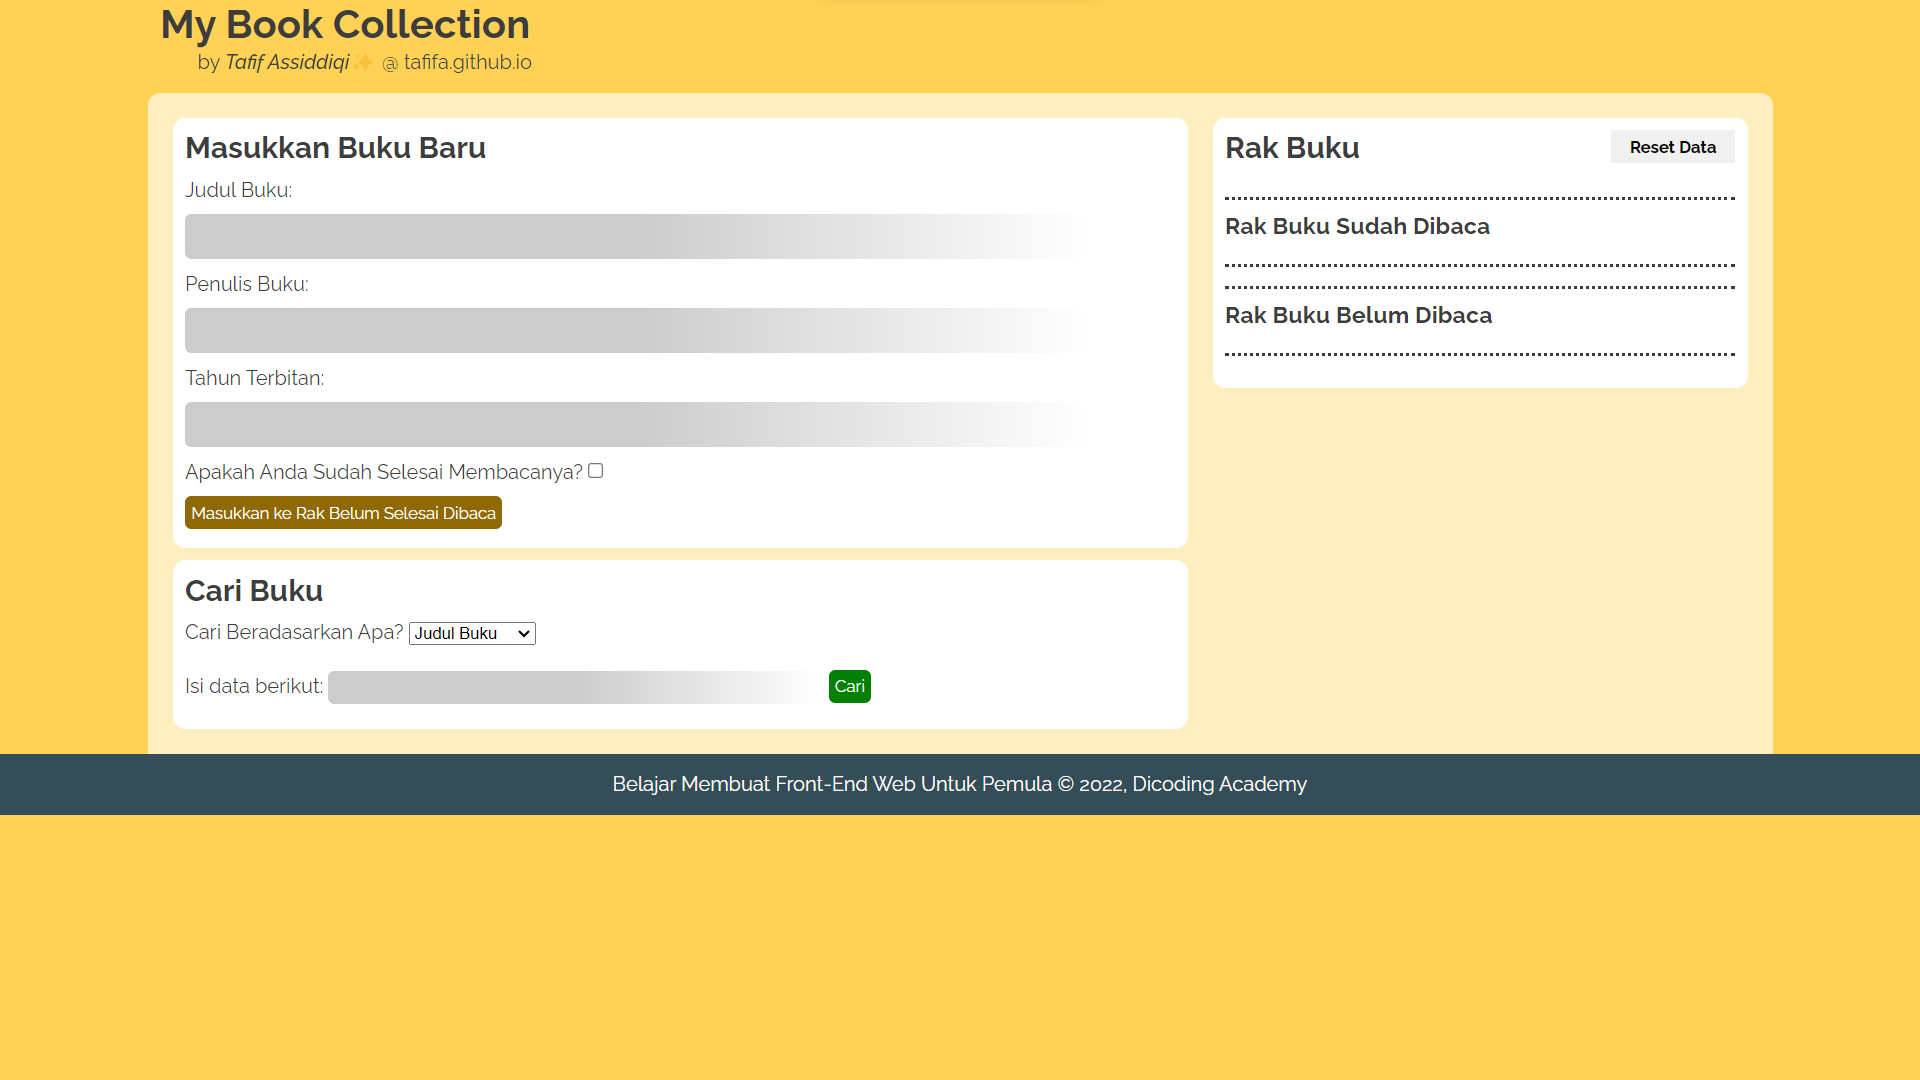 My Book Collection
by Tafif Assiddiqi✨ @ tafifa.github.io
Masukkan Buku Baru
Judul Buku:
Penulis Buku:
Tahun Terbitan:
Apakah Anda Sudah Selesai Membacanya?
Masukkan ke Rak Belum Selesai Dibaca
Cari Buku
Cari Beradasarkan Apa? Judul Buku
Isi data berikut: Cari
Rak Buku Reset Data
Rak Buku Sudah Dibaca
Rak Buku Belum Dibaca
Belajar Membuat Front-End Web Untuk Pemula © 2022, Dicoding Academy